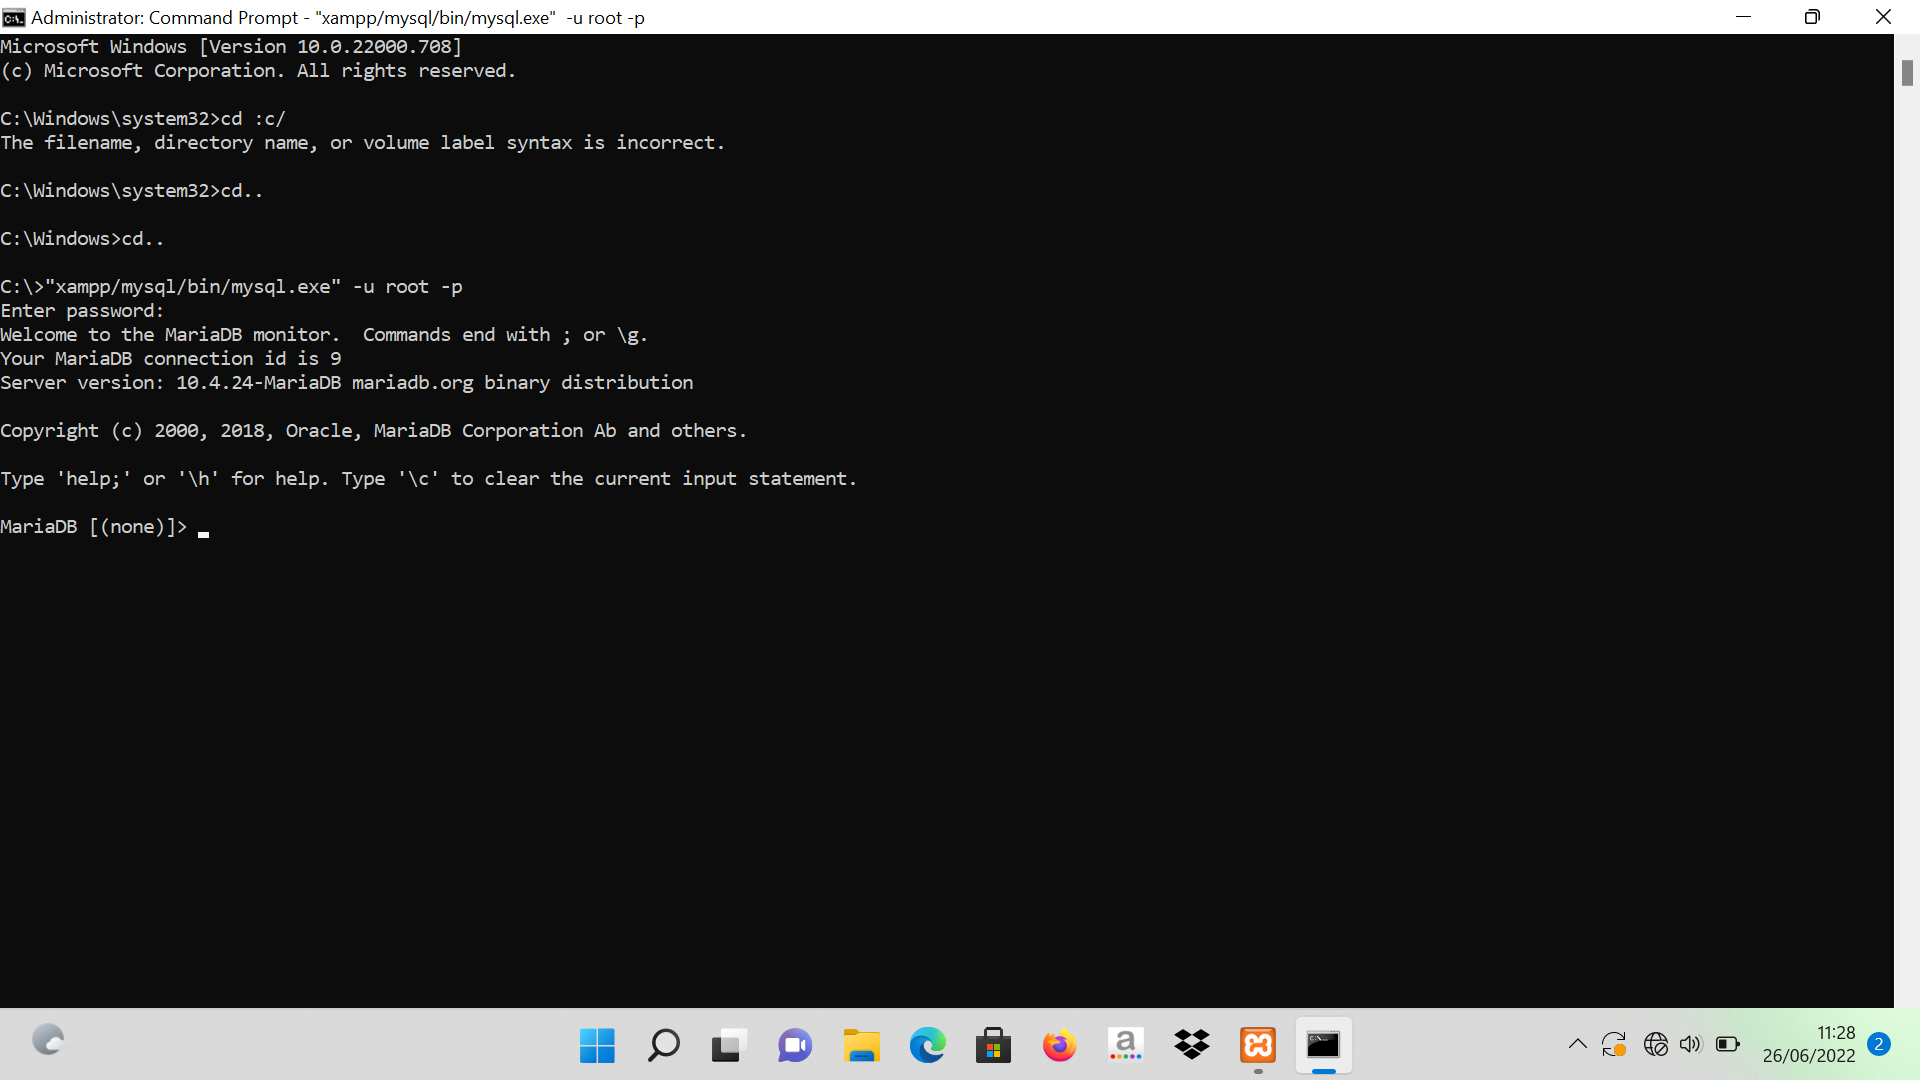 Administrator: Command Prompt - "xampp/mysql/bin/mysql.exe"  -u root -p
Microsoft Windows [Version 10.0.22000.708]
(c) Microsoft Corporation. All rights reserved.
C:\Windows\system32>cd :c/
The filename, directory name, or volume label syntax is incorrect.
C:\Windows\system32>cd..
C:\Windows>cd..
C:\>"xampp/mysql/bin/mysql.exe" -u root -p
Enter password:
Welcome to the MariaDB monitor.  Commands end with ; or \g.
Your MariaDB connection id is 9
Server version: 10.4.24-MariaDB mariadb.org binary distribution
Copyright (c) 2000, 2018, Oracle, MariaDB Corporation Ab and others.
Type 'help;' or '\h' for help. Type '\c' to clear the current input statement.
MariaDB [(none)]>
a
11:28
26/06/2022
2